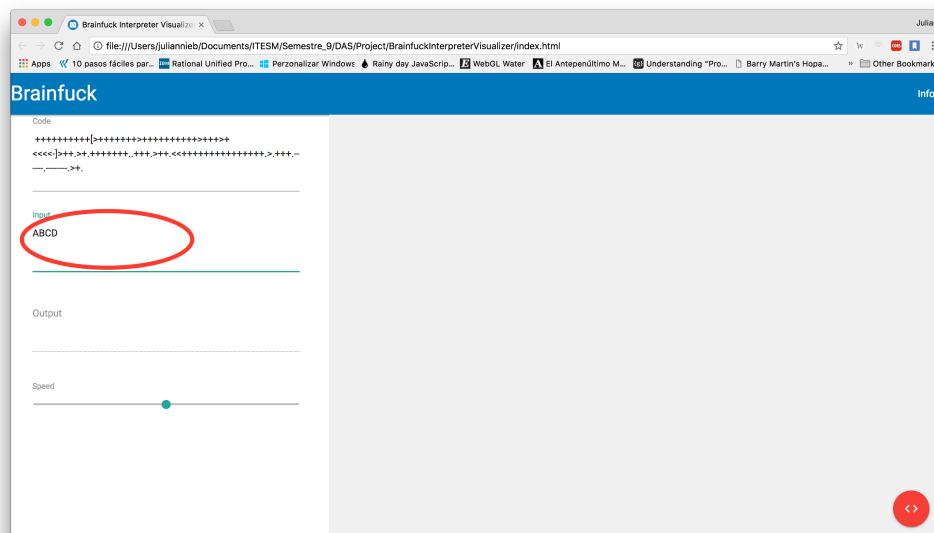 Brainfuck Interpreter Visualizer ×
Julia
file:///Users/juliannieb/Documents/ITESM/Semestre_9/DAS/Project/BrainfuckInterpreterVisualizer/index.html
Apps 10 pasos fáciles par... Rational Unified Pro... Perzonalizar Windows Rainy day JavaScrip... WebGL Water El Antepenúltimo M... Understanding "Pro... Barry Martin's Hopa... » Other Bookmark
Brainfuck
Info
Code
++++++++++[>+++++++>++++++++++>+++>+
<<<<-]>++.>+.+++++++..+++.>++.<<+++++++++++++++.>.+++.--
----.--------.>+.
Input
ABCD
Output
Speed